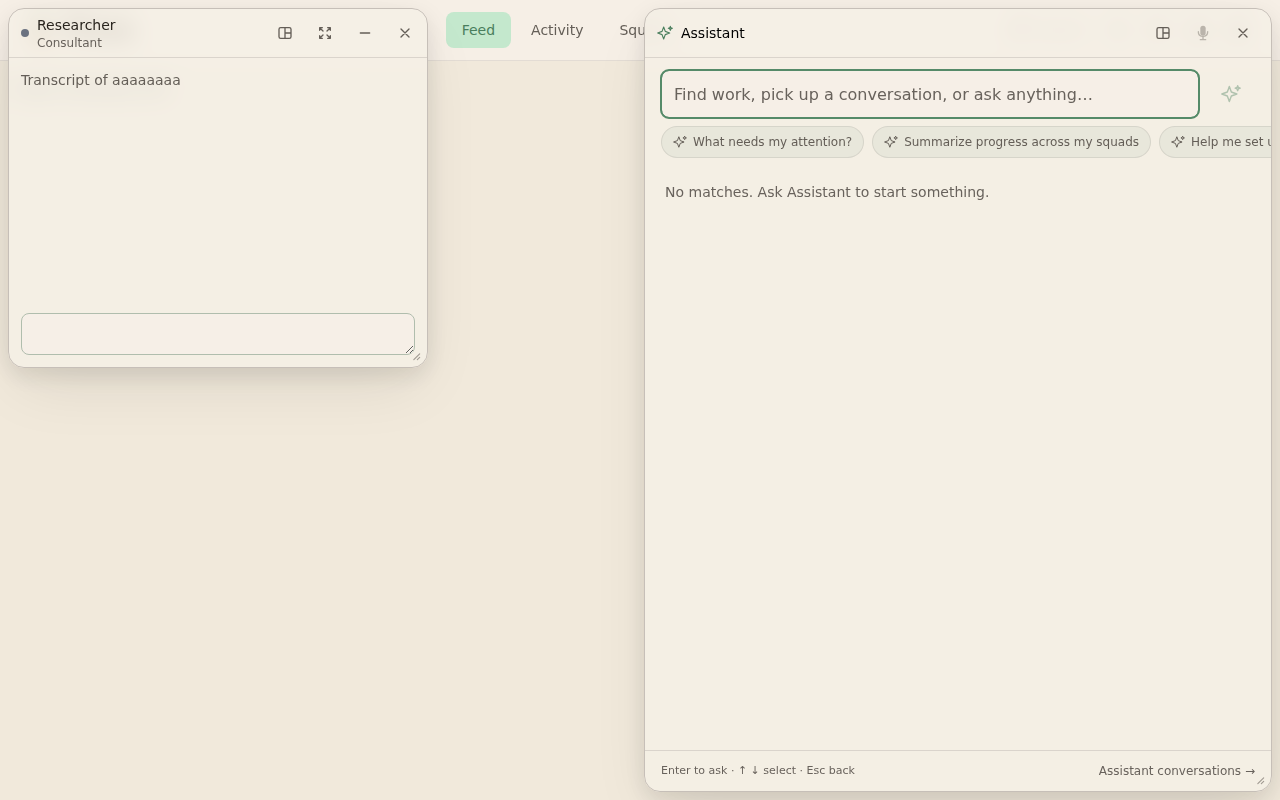 Researcher
Consultant
Transcript of aaaaaaaa
Feed
Activity
Squ
Assistant
Find work, pick up a conversation, or ask anything...
What needs my attention?
Summarize progress across my squads
Help me set u
No matches. Ask Assistant to start something.
Enter to ask · ↑ ↓ select · Esc back
Assistant conversations →